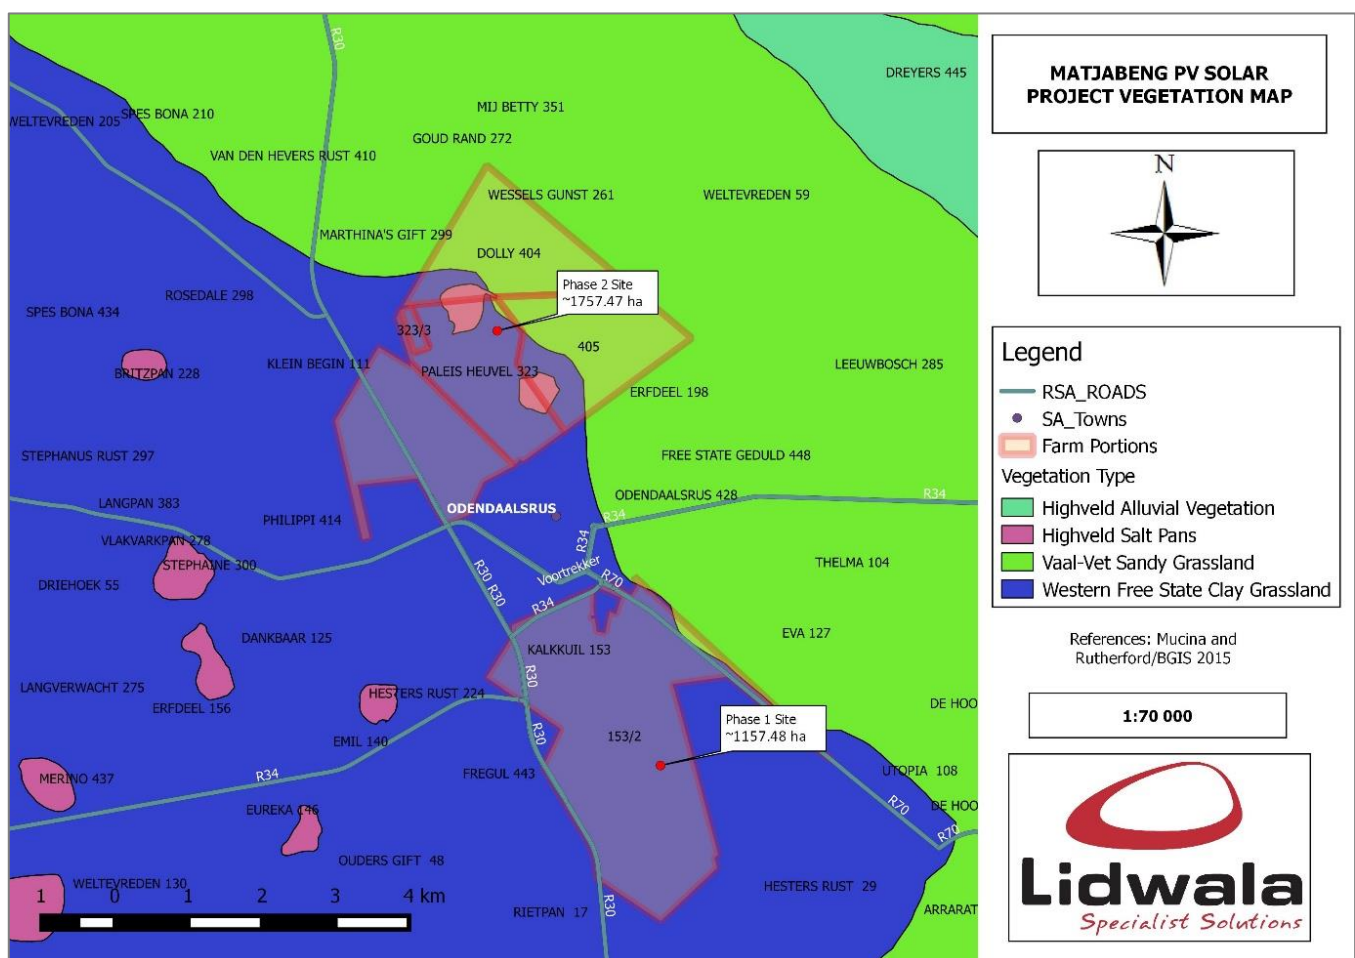 R30
DREYERS 445
MIJ BETTY 351
SPES BONA 210
WELTEVREDEN 205
GOUD RAND 272
VAN DEN HEVERS RUST 410
WESSELS GUNST 261
WELTEVREDEN 59
MARTHINA'S GIFT 299
DOLLY 404
Phase 2 Site
~1757.47 ha
ROSEDALE 298
SPES BONA 434
323/3
405
KLEIN BEGIN 111
PALEIS HEUVEL 323
BRITZPAN 228
LEEUWBOSCH 285
ERFDEEL 198
STEPHANUS RUST 297
FREE STATE GEDULD 448
LANGPAN 383
ODENDAALSRUS 428
R34
ODENDAALSRUS
PHILIPPI 414
R34
R34
VLAKVARKPAN 278
STEPHAINE 300
DRIEHOEK 55
R30
R30
Voortrekker
R70
THELMA 104
R34
DANKBAAR 125
KALKKUIL 153
EVA 127
R30
LANGVERWACHT 275
HESTERS RUST 224
ERFDEEL 156
DE HOO
Phase 1 Site
~1157.48 ha
EMIL 140
R30
153/2
MERINO 437
R34
FREGUL 443
UTOPIA 108
R70
EUREKA 146
DE HOO
R70
OUDERS GIFT 48
WELTEVREDEN 130
HESTERS RUST 29
RIETPAN 17
R30
ARRARAT
1 0 1 2 3 4 km
MATJABENG PV SOLAR
PROJECT VEGETATION MAP
N
Legend
RSA_ROADS
SA_Towns
Farm Portions
Vegetation Type
Highveld Alluvial Vegetation
Highveld Salt Pans
Vaal-Vet Sandy Grassland
Western Free State Clay Grassland
References: Mucina and
Rutherford/BGIS 2015
1:70 000
Lidwala
Specialist Solutions